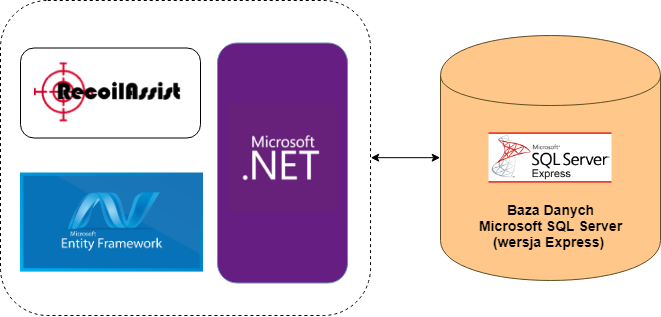 RecoilAssist
Microsoft
.NET
Microsoft
Entity Framework
Microsoft®
SQL Server®
Express
Baza Danych
Microsoft SQL Server
(wersja Express)